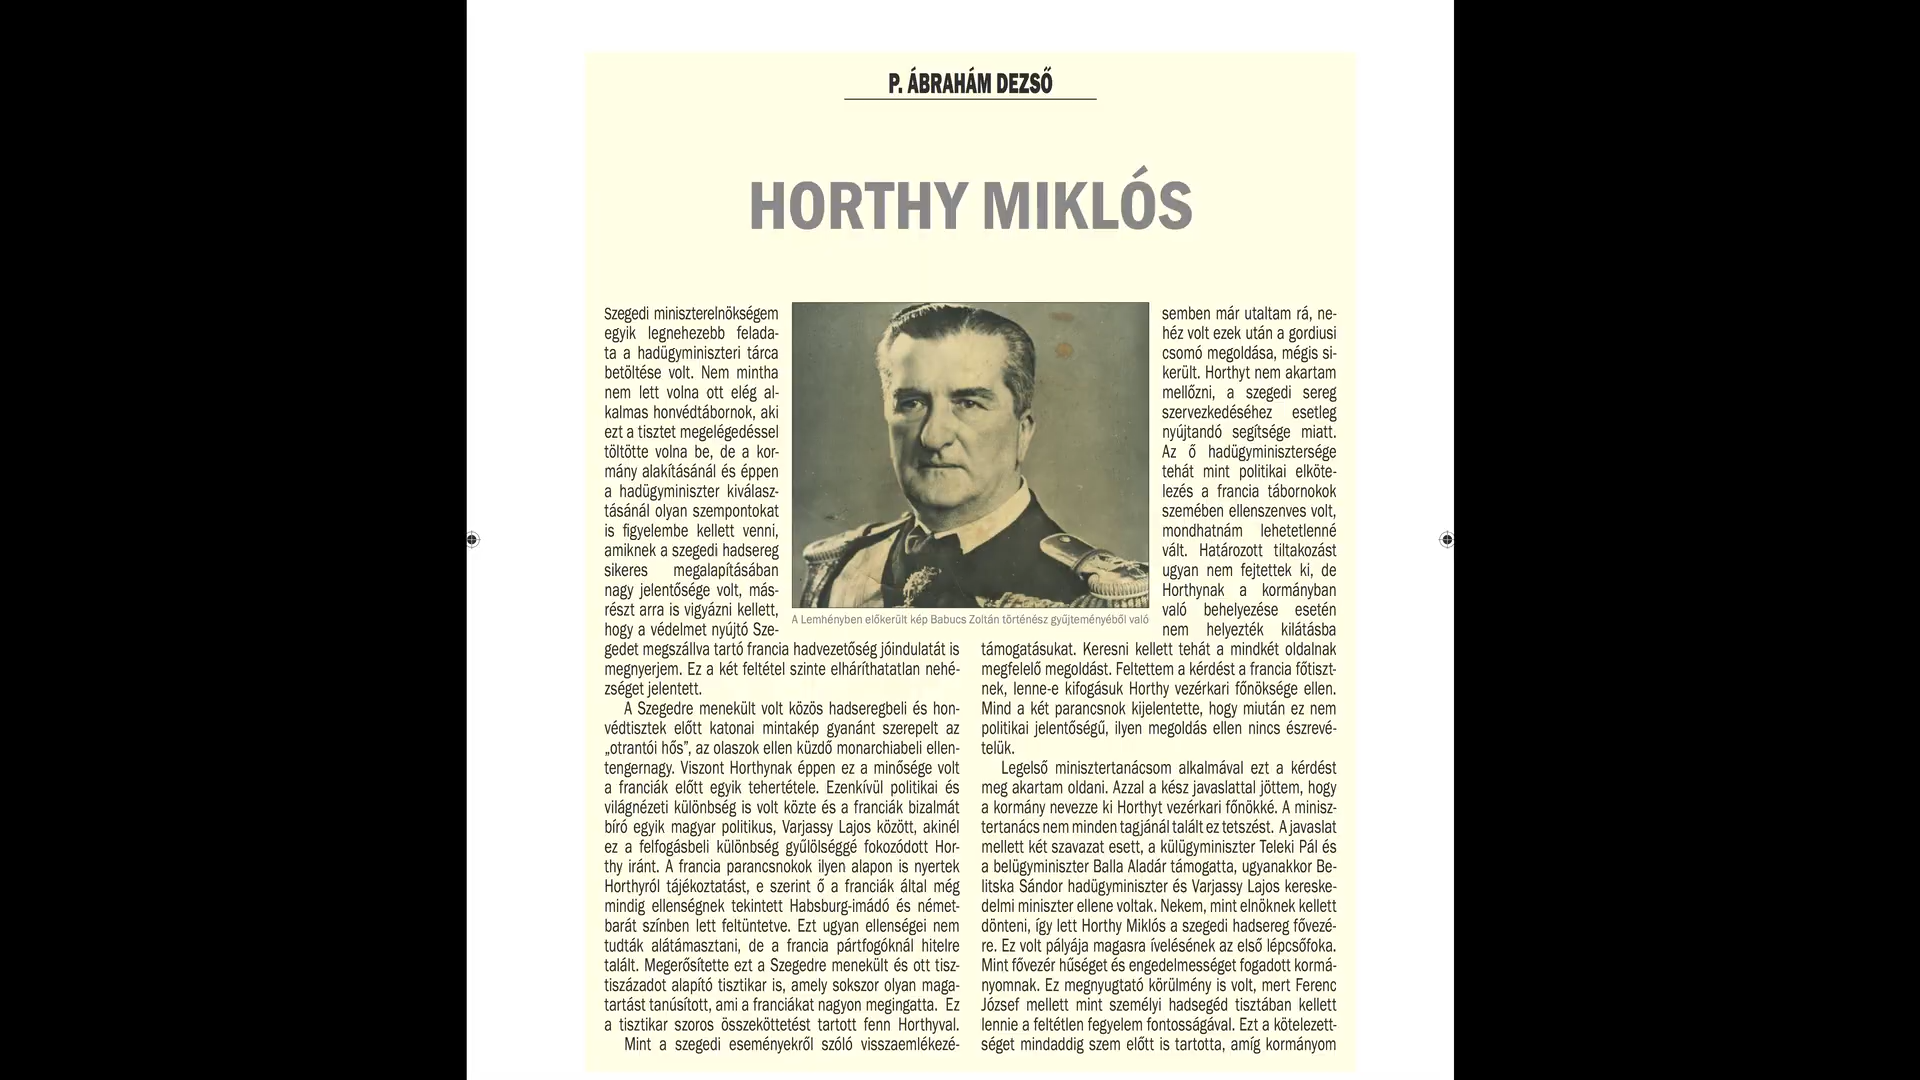 P. ÁBRAHÁM DEZSŐ
HORTHY MIKLÓS
Szegedi miniszterelnökségem
egyik legnehezebb felada-
ta a hadügyminiszteri tárca
betöltése volt. Nem mintha
nem lett volna ott elég al-
kalmas honvédtábornok, aki
ezt a tisztet megelégedéssel
töltötte volna be, de a kor-
mány alakításánál és éppen
a hadügyminiszter kiválasz-
tásánál olyan szempontokat
is figyelembe kellett venni,
amiknek a szegedi hadsereg
sikeres megalapításában
nagy jelentősége volt, más-
részt arra is vigyázni kellett,
hogy a védelmet nyújtó Sze-
gedet megszállva tartó francia hadvezetőség jóindulatát is
megnyerjem. Ez a két feltétel szinte elháríthatatlan nehé-
zséget jelentett.
A Szegedre menekült volt közös hadseregbeli és hon-
védtisztek előtt katonai mintakép gyanánt szerepelt az
„otrantói hős”, az olaszok ellen küzdő monarchiabeli ellen-
tengernagy. Viszont Horthynak éppen ez a minősége volt
a franciák előtt egyik tehertétele. Ezenkívül politikai és
világnézeti különbség is volt közte és a franciák bizalmát
bíró egyik magyar politikus, Varjassy Lajos között, akinél
ez a felfogásbeli különbség gyűlölséggé fokozódott Hor-
thy iránt. A francia parancsnokok ilyen alapon is nyertek
Horthyról tájékoztatást, e szerint ő a franciák által még
mindig ellenségnek tekintett Habsburg-imádó és német-
barát színben lett feltüntetve. Ezt ugyan ellenségei nem
tudták alátámasztani, de a francia pártfogóknál hitelre
talált. Megerősítette ezt a Szegedre menekült és ott tisz-
tiszázadot alapító tisztikar is, amely sokszor olyan maga-
tartást tanúsított, ami a franciákat nagyon megingatta. Ez
a tisztikar szoros összeköttetést tartott fenn Horthyval.
Mint a szegedi eseményekről szóló visszaemlékezé-
A Lemhényben előkerült kép Babucs Zoltán történész gyűjteményéből való
semben már utaltam rá, ne-
héz volt ezek után a gordiusi
csomó megoldása, mégis si-
került. Horthyt nem akartam
mellőzni, a szegedi sereg
szervezkedéséhez esetleg
nyújtandó segítsége miatt.
Az ő hadügyminisztersége
tehát mint politikai elköte-
lezés a francia tábornokok
szemében ellenszenves volt,
mondhatnám lehetetlenné
vált. Határozott tiltakozást
ugyan nem fejtettek ki, de
Horthynak a kormányban
való behelyezése esetén
nem helyezték kilátásba
támogatásukat. Keresni kellett tehát a mindkét oldalnak
megfelelő megoldást. Feltettem a kérdést a francia főtiszt-
nek, lenne-e kifogásuk Horthy vezérkari főnöksége ellen.
Mind a két parancsnok kijelentette, hogy miután ez nem
politikai jelentőségű, ilyen megoldás ellen nincs észrevé-
telük.
Legelső minisztertanácsom alkalmával ezt a kérdést
meg akartam oldani. Azzal a kész javaslattal jöttem, hogy
a kormány nevezze ki Horthyt vezérkari főnökké. A minisz-
tertanács nem minden tagjánál talált ez tetszést. A javaslat
mellett két szavazat esett, a külügyminiszter Teleki Pál és
a belügyminiszter Balla Aladár támogatta, ugyanakkor Be-
litska Sándor hadügyminiszter és Varjassy Lajos kereske-
delmi miniszter ellene voltak. Nekem, mint elnöknek kellett
dönteni, így lett Horthy Miklós a szegedi hadsereg fővezé-
re. Ez volt pályája magasra ívelésének az első lépcsőfoka.
Mint fővezér hűséget és engedelmességet fogadott kormá-
nyomnak. Ez megnyugtató körülmény is volt, mert Ferenc
József mellett mint személyi hadsegéd tisztában kellett
lennie a feltétlen fegyelem fontosságával. Ezt a kötelezett-
séget mindaddig szem előtt is tartotta, amíg kormányom